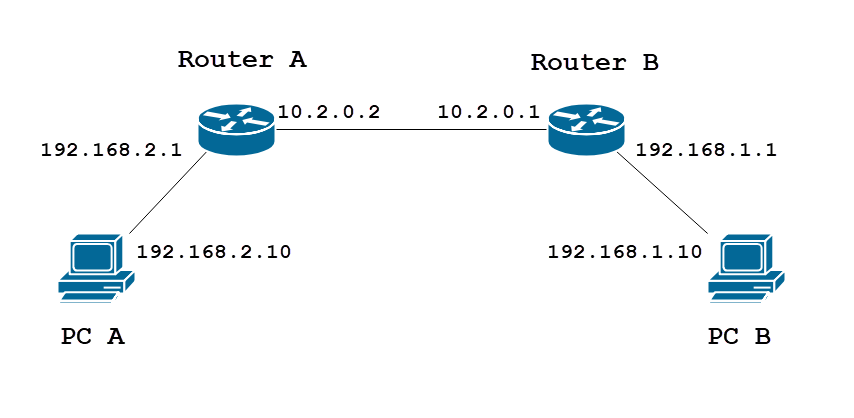 Router A
Router B
10.2.0.2
10.2.0.1
192.168.2.1
192.168.1.1
192.168.2.10
192.168.1.10
PC A
PC B